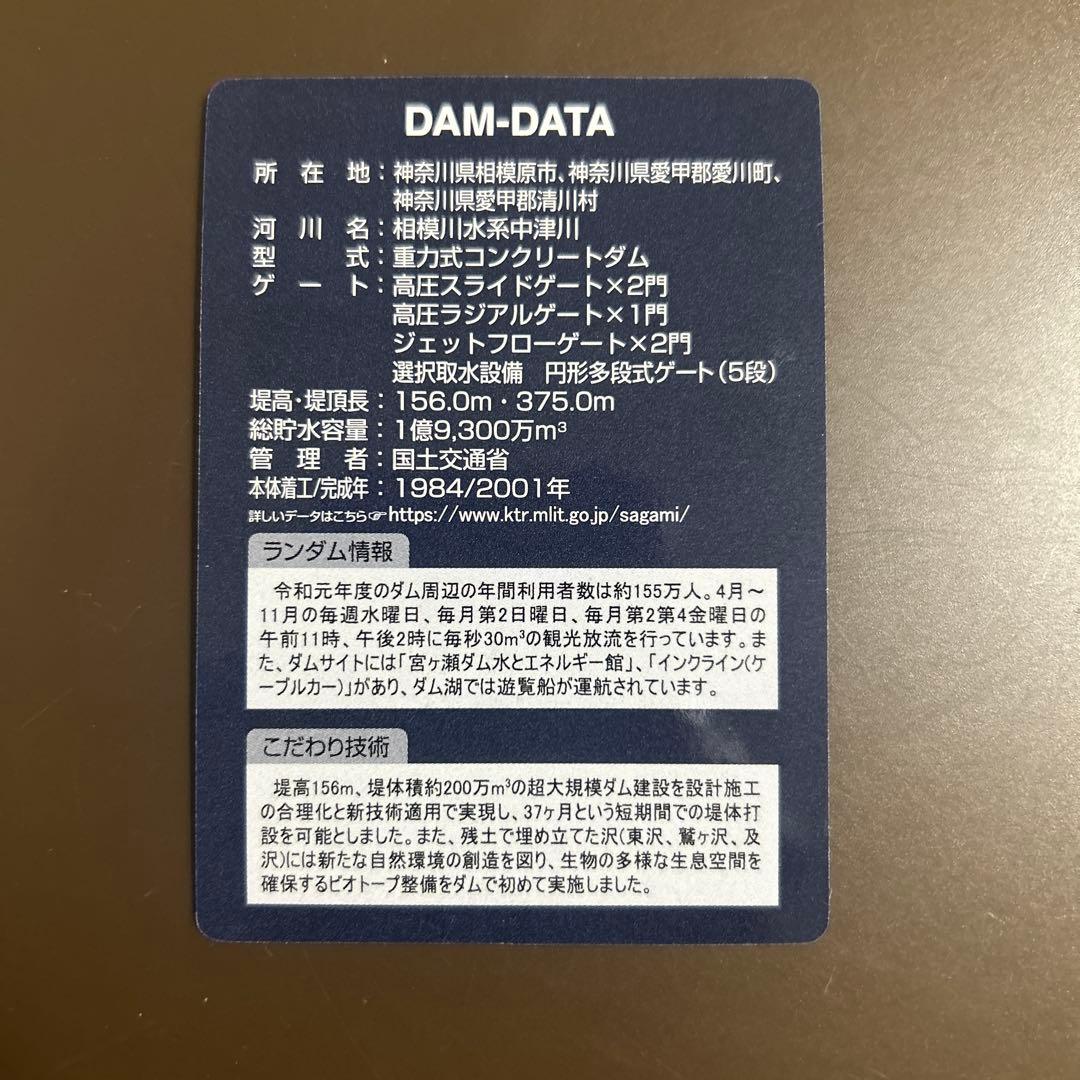 DAM-DATA
所在地：神奈川県相模原市、神奈川県愛甲郡愛川町、
神奈川県愛甲郡清川村
河川名：相模川水系中津川
型式：重力式コンクリートダム
ゲート：高圧スライドゲート×2門
高圧ラジアルゲート×1門
ジェットフローゲート×2門
選択取水設備　円形多段式ゲート（5段）
堤高・堤頂長：156.0m・375.0m
総貯水容量：1億9,300万m³
管理者：国土交通省
本体着工/完成年：1984/2001年
詳しいデータはこちら☞https://www.ktr.mlit.go.jp/sagami/
ランダム情報
令和元年度のダム周辺の年間利用者数は約155万人。4月～
11月の毎週水曜日、毎月第2日曜日、毎月第2第4金曜日の
午前11時、午後2時に毎秒30m³の観光放流を行っています。ま
た、ダムサイトには「宮ヶ瀬ダム水とエネルギー館」、「インクライン(ケ
ーブルカー)」があり、ダム湖では遊覧船が運航されています。
こだわり技術
堤高156m、堤体積約200万m³の超大規模ダム建設を設計施工
の合理化と新技術適用で実現し、37ヶ月という短期間での堤体打
設を可能としました。また、残土で埋め立てた沢(東沢、鷲ヶ沢、及
沢)には新たな自然環境の創造を図り、生物の多様な生息空間を
確保するビオトープ整備をダムで初めて実施しました。